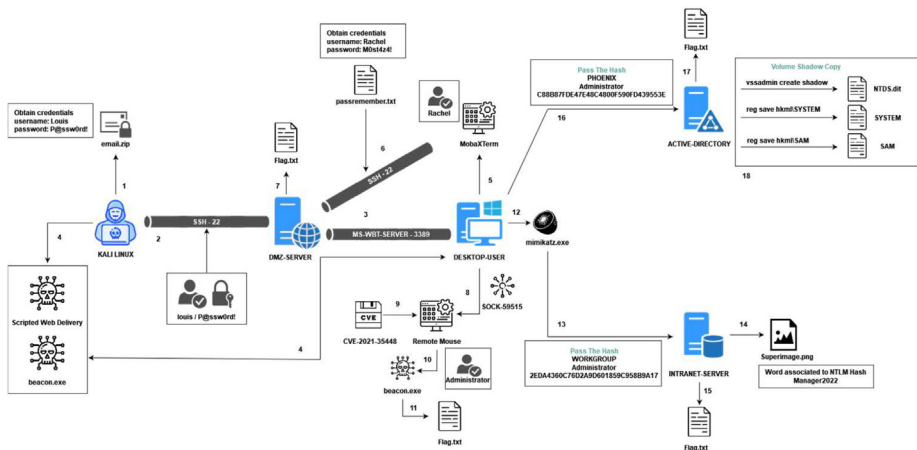 Obtain credentials
username: Rachel
password: M0st4z4!
passremember.txt
Rachel
MobaXTerm
Flag.txt
17
Pass The Hash
PHOENIX
Administrator
C88B87FDE47E48C4800F590FD439553E
16
ACTIVE-DIRECTORY
Volume Shadow Copy
vssadmin create shadow
NTDS.dit
reg save hkml\SYSTEM
SYSTEM
reg save hkml\SAM
SAM
18
Obtain credentials
username: Louis
password: P@ssw0rd!
email.zip
1
Flag.txt
7
6
SSH - 22
5
4
KALI LINUX
2
SSH - 22
DMZ-SERVER
3
MS-WBT-SERVER - 3389
DESKTOP-USER
12
mimikatz.exe
louis / P@ssw0rd!
Scripted Web Delivery
beacon.exe
4
8
SOCK-59515
CVE
9
CVE-2021-35448
Remote Mouse
10
Administrator
beacon.exe
11
Flag.txt
13
Pass The Hash
WORKGROUP
Administrator
2EDA4360C76D2A9D601859C958B9A17
INTRANET-SERVER
14
Superimage.png
Word associated to NTLM Hash
Manager2022
15
Flag.txt